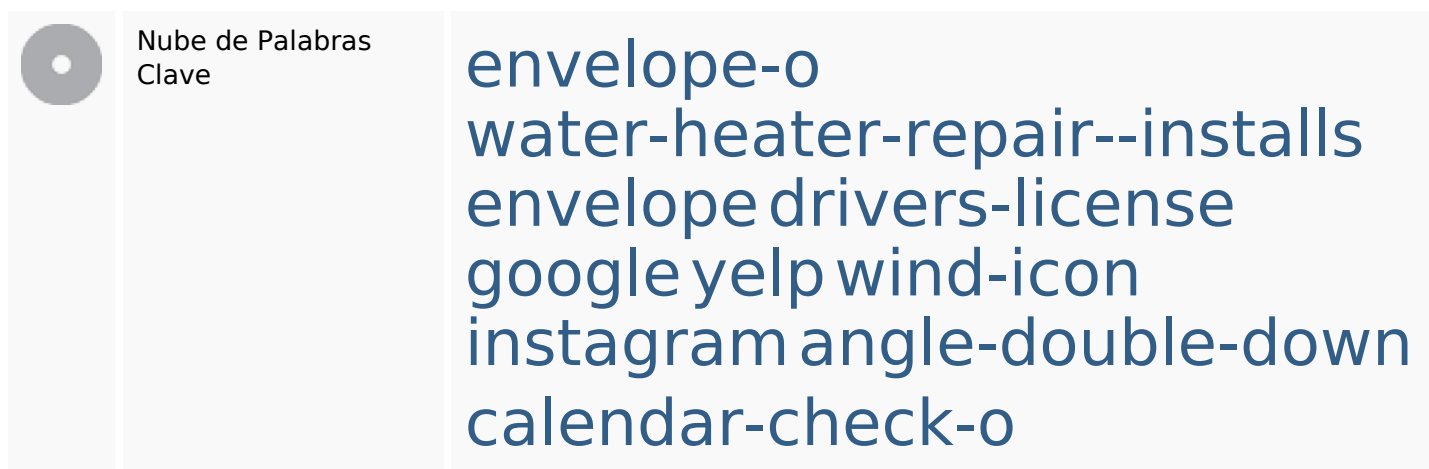 Nube de Palabras
Clave
envelope-o
water-heater-repair--installs
envelope drivers-license
google yelp wind-icon
instagram angle-double-down
calendar-check-o